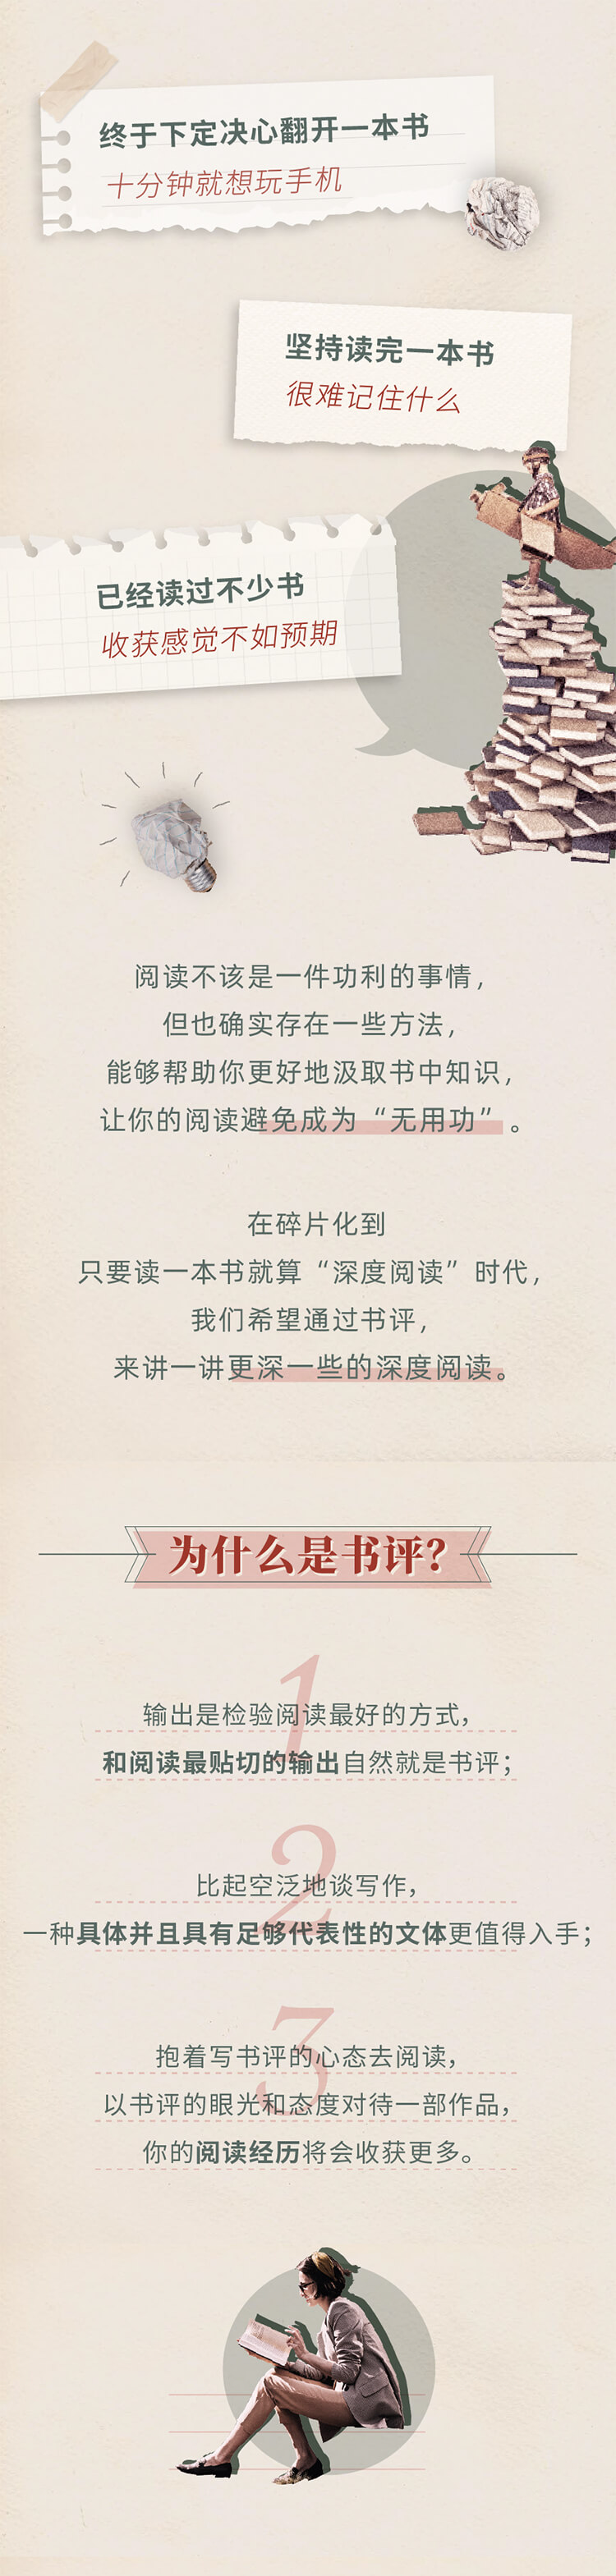 终于下定决心翻开一本书
十分钟就想玩手机
坚持读完一本书
很难记住什么
已经读过不少书
收获感觉不如预期
阅读不该是一件功利的事情，
但也确实存在一些方法，
能够帮助你更好地汲取书中知识，
让你的阅读避免成为“无用功”。
在碎片化到
只要读一本书就算“深度阅读”时代，
我们希望通过书评，
来讲一讲更深一些的深度阅读。
为什么是书评?
1
输出是检验阅读最好的方式，
和阅读最贴切的输出自然就是书评；
2
比起空泛地谈写作，
一种具体并且具有足够代表性的文体更值得入手；
3
抱着写书评的心态去阅读，
以书评的眼光和态度对待一部作品，
你的阅读经历将会收获更多。